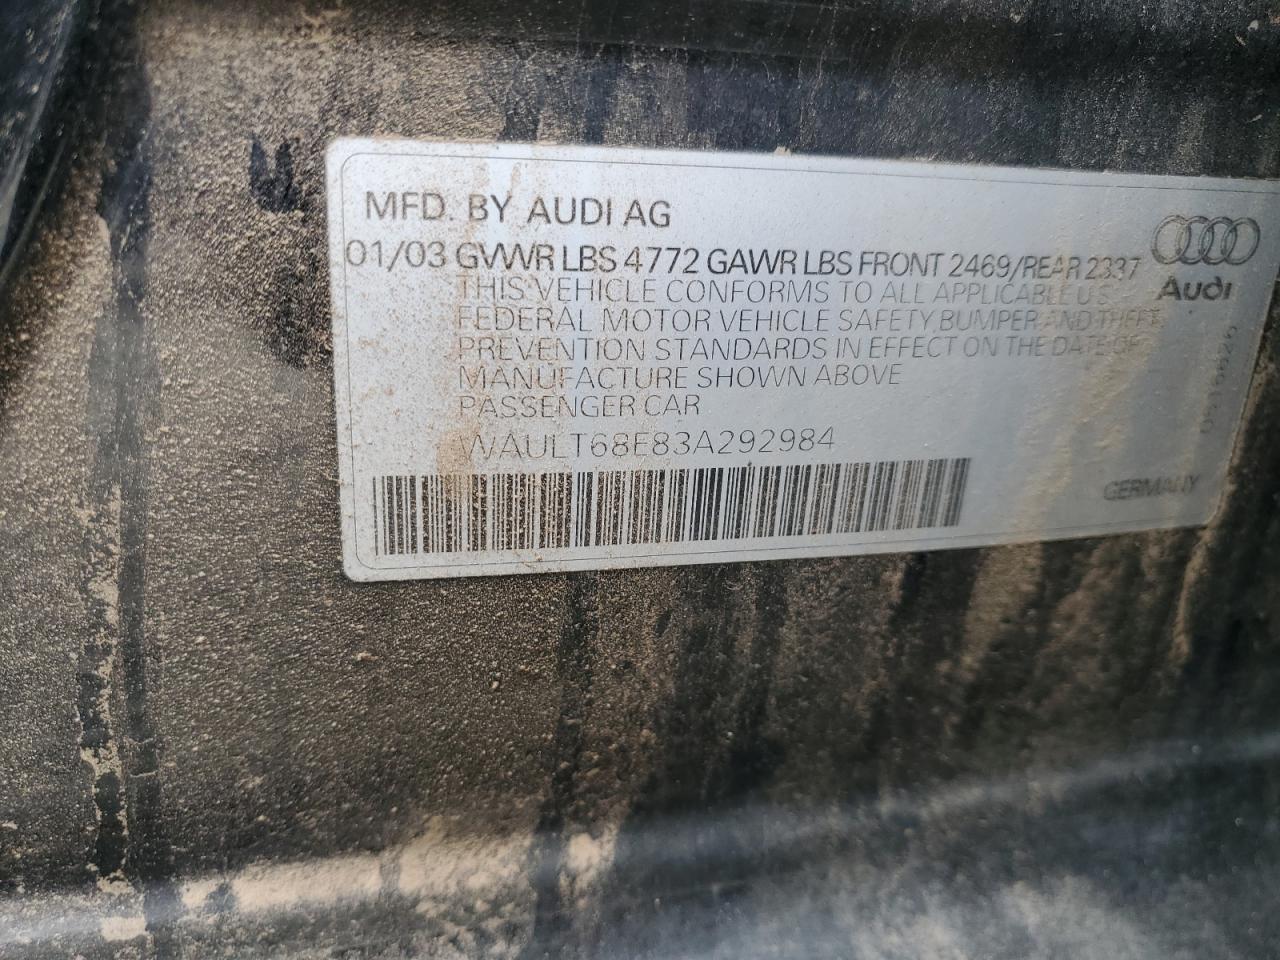 MFD. BY AUDI AG
01/03 GVWR LBS 4772 GAWR LBS FRONT 2469/REAR 2337
THIS VEHICLE CONFORMS TO ALL APPLICABLE U.S.
FEDERAL MOTOR VEHICLE SAFETY, BUMPER AND THEFT
PREVENTION STANDARDS IN EFFECT ON THE DATE OF
MANUFACTURE SHOWN ABOVE
PASSENGER CAR
WAULT68E83A292984
Audi
GERMANY